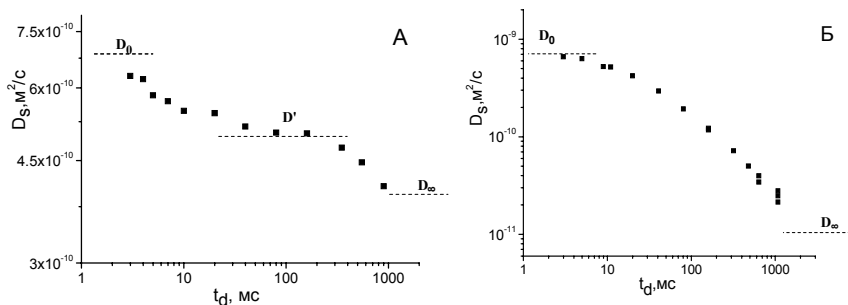 А
7.5x10⁻¹⁰
D₀
6x10⁻¹⁰
D'
4.5x10⁻¹⁰
D∞
3x10⁻¹⁰
1 10 100 1000
t_d, мс
D_S,м²/с
Б
10⁻⁹
D₀
10⁻¹⁰
D∞
10⁻¹¹
1 10 100 1000
t_d,мс
D_S,м²/с